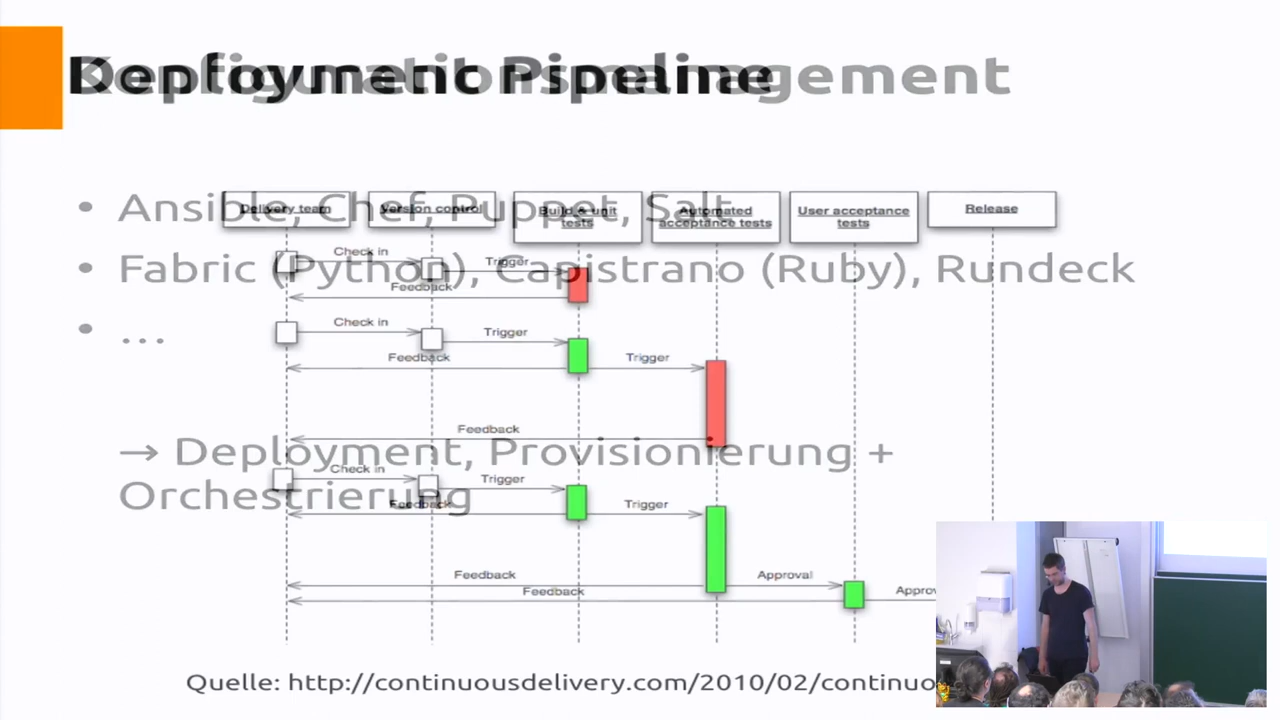 Deployment Pipeline
Konfigurationsmanagement
• Ansible, Chef, Puppet, Salt
• Fabric (Python), Capistrano (Ruby), Rundeck
• ...
→ Deployment, Provisionierung +
Orchestrierung
Delivery team
Version control
Build & unit
tests
Automated
acceptance tests
User acceptance
tests
Release
Check in
Trigger
Feedback
Check in
Trigger
Feedback
Trigger
Feedback
Check in
Trigger
Feedback
Trigger
Feedback
Approval
Feedback
Quelle: http://continuousdelivery.com/2010/02/continuo